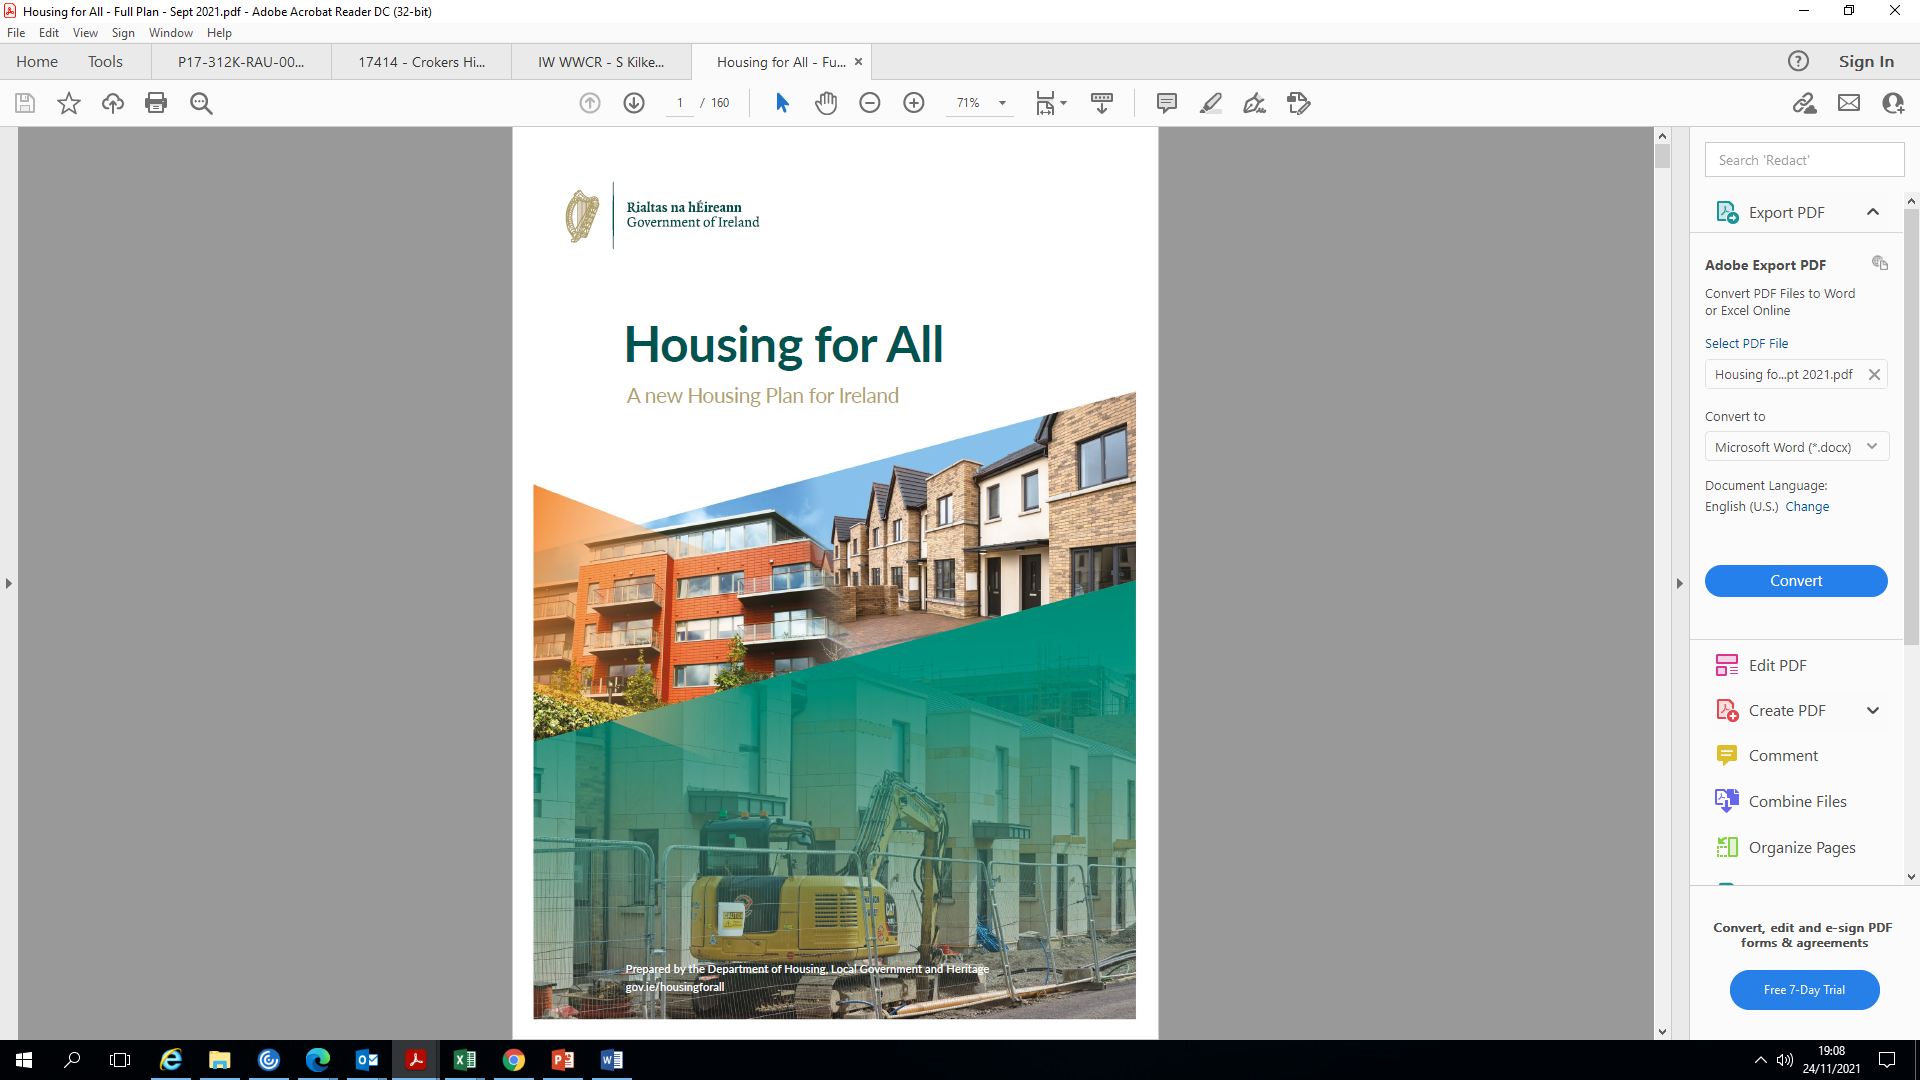 Housing for All - Full Plan - Sept 2021.pdf - Adobe Acrobat Reader DC (32-bit)
File Edit View Sign Window Help
Home Tools P17-312K-RAU-00... 17414 - Crokers Hi... IW WWCR - S Kilke... Housing for All - Fu... Sign In
1 / 160 71%
Rialtas na hÉireann
Government of Ireland
Housing for All
A new Housing Plan for Ireland
CAT
Prepared by the Department of Housing, Local Government and Heritage
gov.ie/housingforall
Search 'Redact'
Export PDF
Adobe Export PDF
Convert PDF Files to Word
or Excel Online
Select PDF File
Housing fo...pt 2021.pdf
Convert to
Microsoft Word (*.docx)
Document Language:
English (U.S.) Change
Convert
Edit PDF
Create PDF
Comment
Combine Files
Organize Pages
Convert, edit and e-sign PDF
forms & agreements
Free 7-Day Trial
19:08
24/11/2021